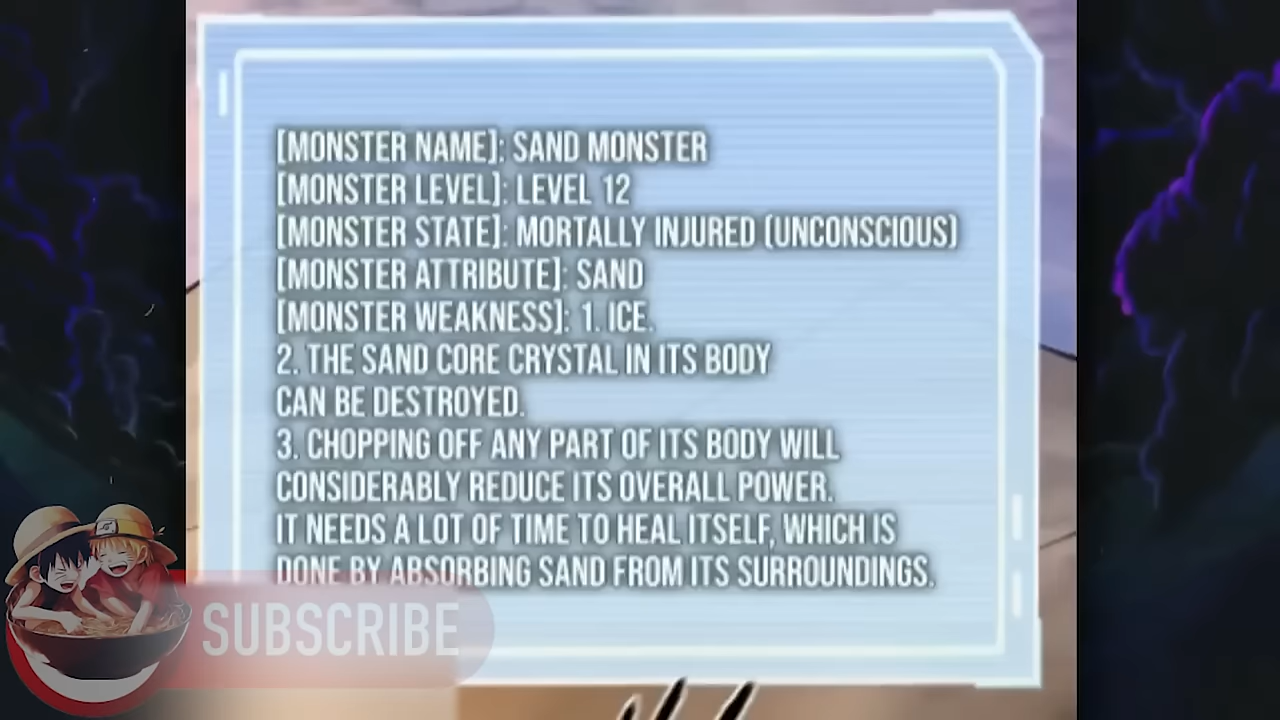 [MONSTER NAME]: SAND MONSTER
[MONSTER LEVEL]: LEVEL 12
[MONSTER STATE]: MORTALLY INJURED (UNCONSCIOUS)
[MONSTER ATTRIBUTE]: SAND
[MONSTER WEAKNESS]: 1. ICE.
2. THE SAND CORE CRYSTAL IN ITS BODY
CAN BE DESTROYED.
3. CHOPPING OFF ANY PART OF ITS BODY WILL
CONSIDERABLY REDUCE ITS OVERALL POWER.
IT NEEDS A LOT OF TIME TO HEAL ITSELF, WHICH IS
DONE BY ABSORBING SAND FROM ITS SURROUNDINGS.
SUBSCRIBE